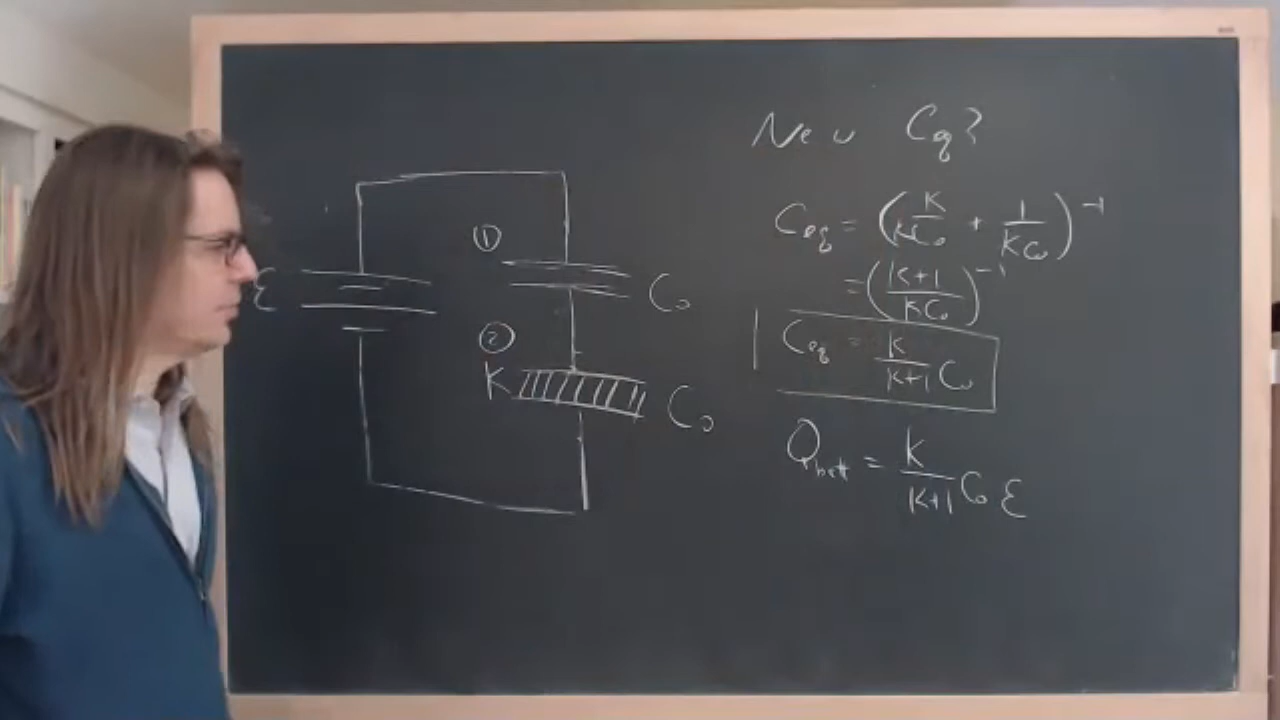 New Ceq?
Ceq = (K/KC₀ + 1/KC₀)⁻¹
= (K+1/KC₀)⁻¹
Ceq = K/K+1 C₀
Qbatt = K/K+1 C₀ ℰ
ℰ
①
C₀
②
K
C₀